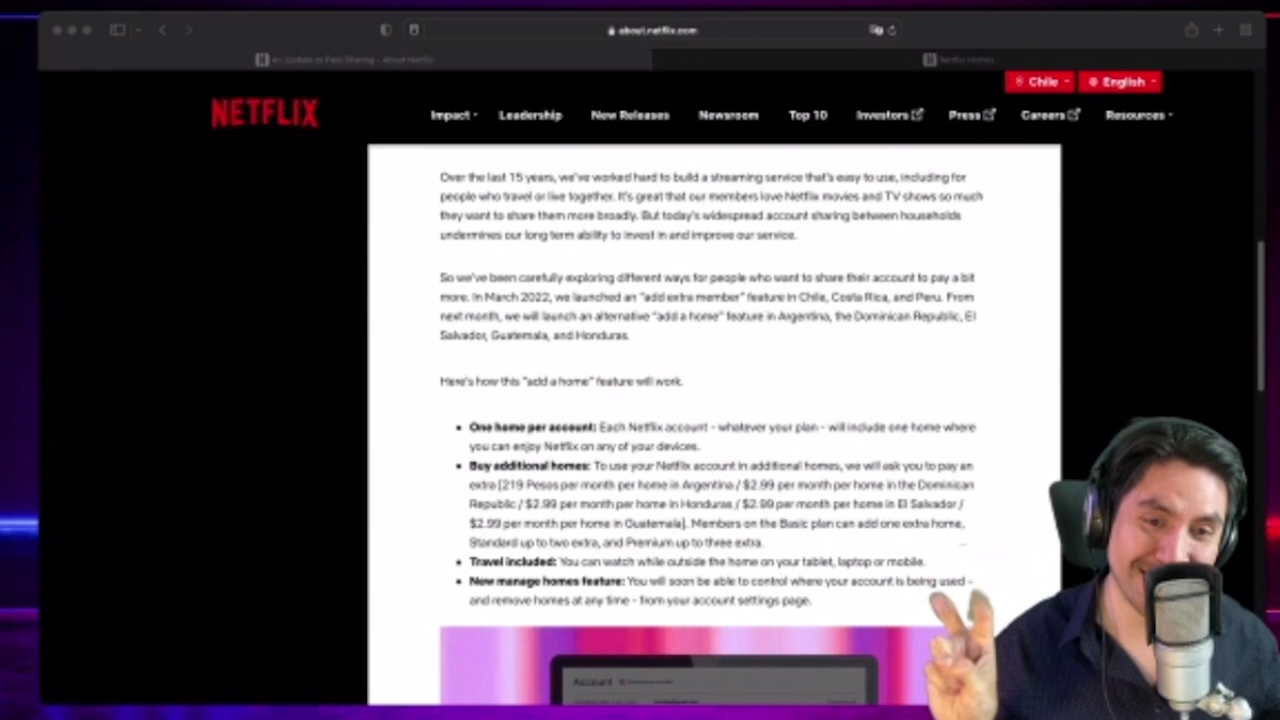 about.netflix.com
An Update on Paid Sharing - About Netflix
Netflix Homes
Chile
English
NETFLIX
Impact
Leadership
New Releases
Newsroom
Top 10
Investors
Press
Careers
Resources
Over the last 15 years, we've worked hard to build a streaming service that's easy to use, including for
people who travel or live together. It's great that our members love Netflix movies and TV shows so much
they want to share them more broadly. But today's widespread account sharing between households
undermines our long term ability to invest in and improve our service.
So we've been carefully exploring different ways for people who want to share their account to pay a bit
more. In March 2022, we launched an "add extra member" feature in Chile, Costa Rica, and Peru. From
next month, we will launch an alternative "add a home" feature in Argentina, the Dominican Republic, El
Salvador, Guatemala, and Honduras.
Here's how this "add a home" feature will work.
• One home per account: Each Netflix account - whatever your plan - will include one home where
you can enjoy Netflix on any of your devices.
• Buy additional homes: To use your Netflix account in additional homes, we will ask you to pay an
extra [219 Pesos per month per home in Argentina / $2.99 per month per home in the Dominican
Republic / $2.99 per month per home in Honduras / $2.99 per month per home in El Salvador /
$2.99 per month per home in Guatemala]. Members on the Basic plan can add one extra home,
Standard up to two extra, and Premium up to three extra.
• Travel included: You can watch while outside the home on your tablet, laptop or mobile.
• New manage homes feature: You will soon be able to control where your account is being used -
and remove homes at any time - from your account settings page.
Account